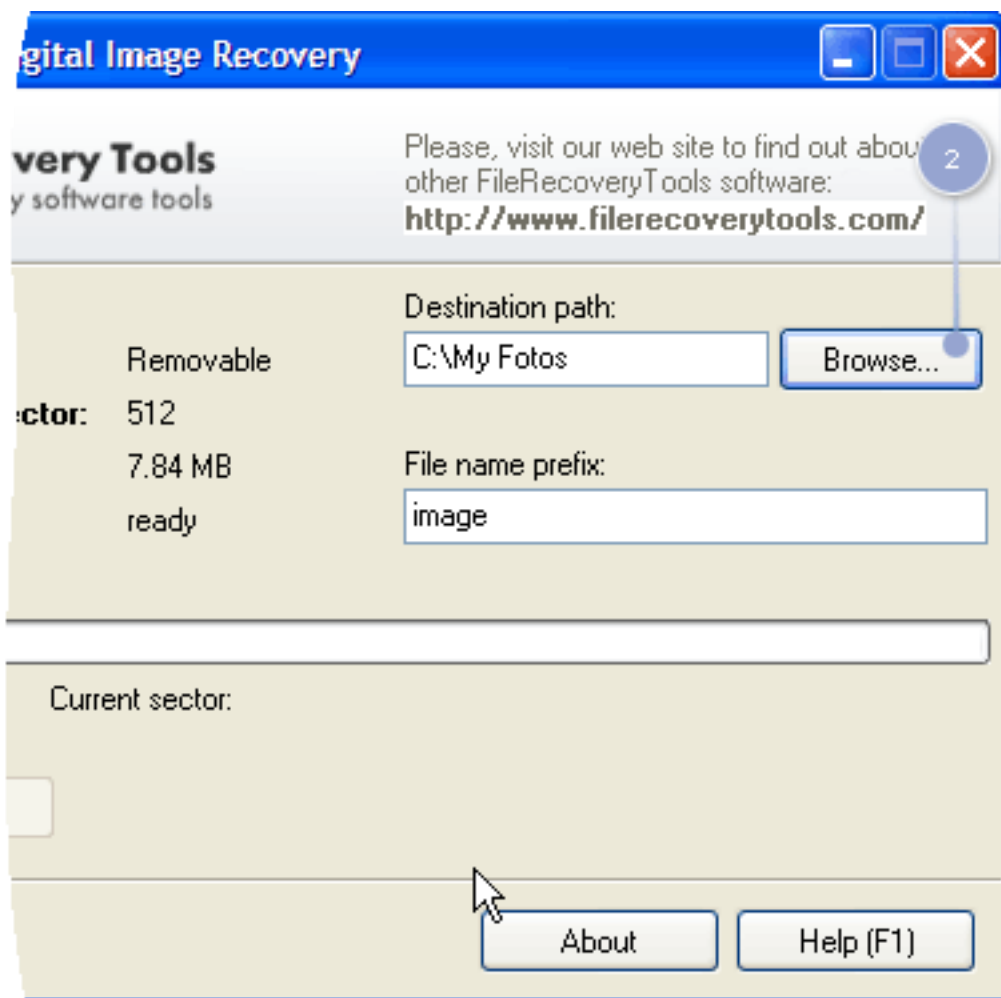 gital Image Recovery
very Tools
y software tools
Please, visit our web site to find out abou
other FileRecoveryTools software:
http://www.filerecoverytools.com/
2
Destination path:
C:\My Fotos
Browse...
Removable
ector: 512
7.84 MB
ready
File name prefix:
image
Current sector:
About
Help (F1)